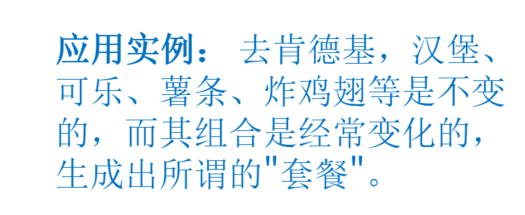 应用实例： 去肯德基，汉堡、
可乐、薯条、炸鸡翅等是不变
的，而其组合是经常变化的，
生成出所谓的"套餐"。